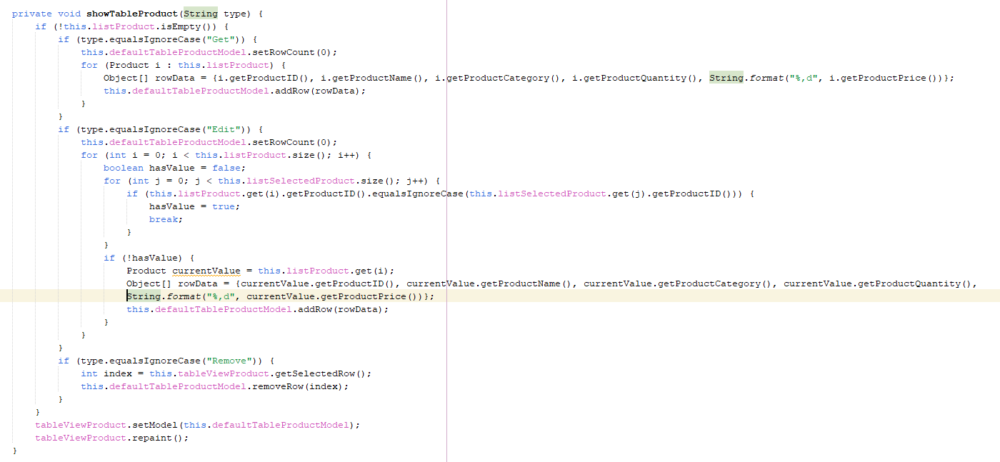 private void showTableProduct(String type) {
    if (!this.listProduct.isEmpty()) {
        if (type.equalsIgnoreCase("Get")) {
            this.defaultTableProductModel.setRowCount(0);
            for (Product i : this.listProduct) {
                Object[] rowData = {i.getProductID(), i.getProductName(), i.getProductCategory(), i.getProductQuantity(), String.format("%,d", i.getProductPrice())};
                this.defaultTableProductModel.addRow(rowData);
            }
        }
        if (type.equalsIgnoreCase("Edit")) {
            this.defaultTableProductModel.setRowCount(0);
            for (int i = 0; i < this.listProduct.size(); i++) {
                boolean hasValue = false;
                for (int j = 0; j < this.listSelectedProduct.size(); j++) {
                    if (this.listProduct.get(i).getProductID().equalsIgnoreCase(this.listSelectedProduct.get(j).getProductID())) {
                        hasValue = true;
                        break;
                    }
                }
                if (!hasValue) {
                    Product currentValue = this.listProduct.get(i);
                    Object[] rowData = {currentValue.getProductID(), currentValue.getProductName(), currentValue.getProductCategory(), currentValue.getProductQuantity(),
                    String.format("%,d", currentValue.getProductPrice())};
                    this.defaultTableProductModel.addRow(rowData);
                }
            }
        }
        if (type.equalsIgnoreCase("Remove")) {
            int index = this.tableViewProduct.getSelectedRow();
            this.defaultTableProductModel.removeRow(index);
        }
    }
    tableViewProduct.setModel(this.defaultTableProductModel);
    tableViewProduct.repaint();
}